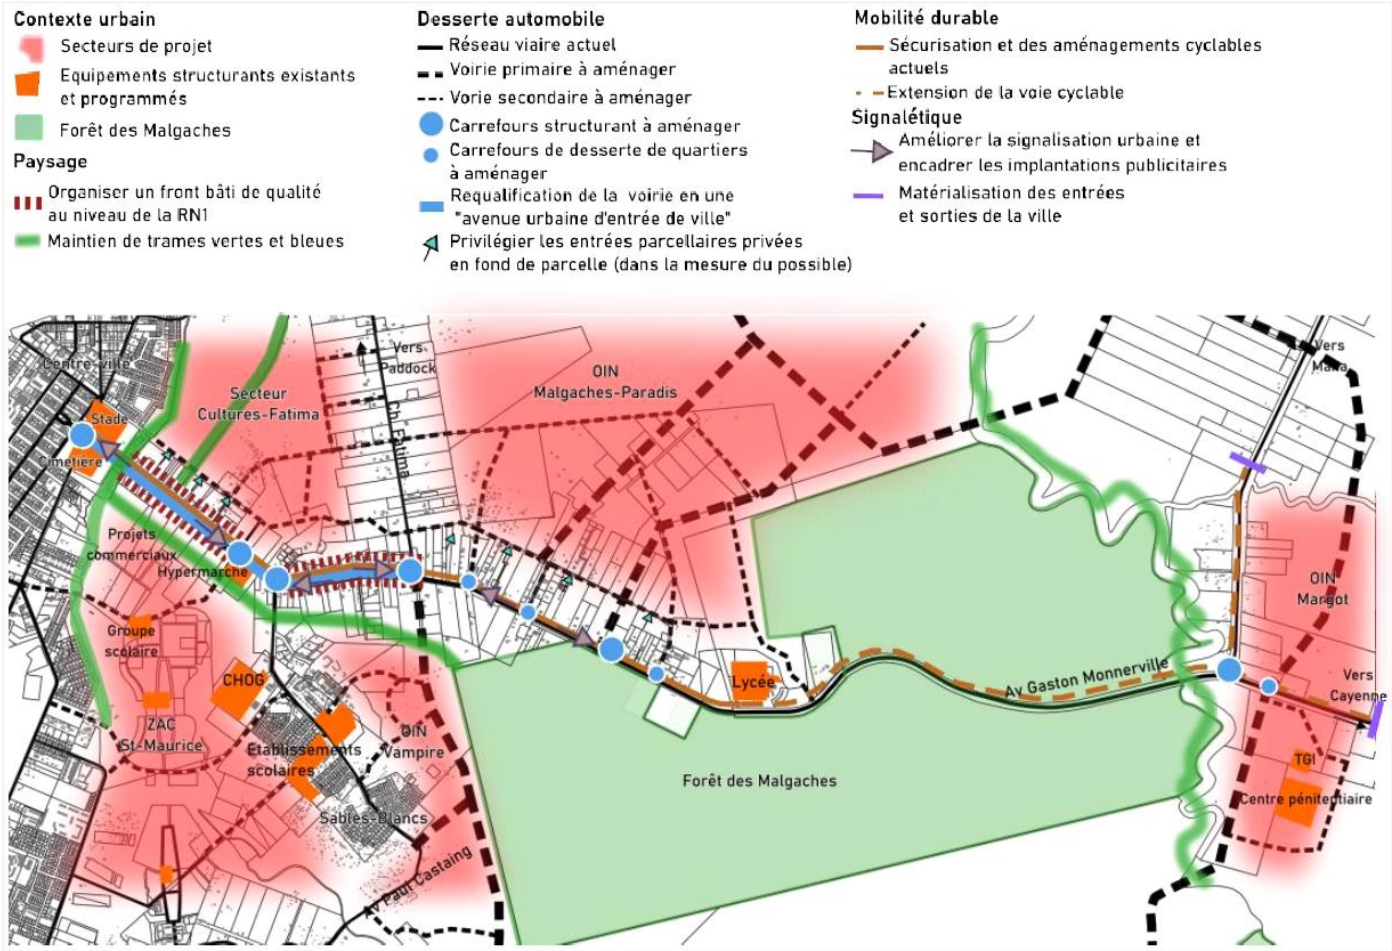 Contexte urbain
Secteurs de projet
Equipements structurants existants
et programmés
Forêt des Malgaches
Paysage
Organiser un front bâti de qualité
au niveau de la RN1
Maintien de trames vertes et bleues
Desserte automobile
Réseau viaire actuel
Voirie primaire à aménager
Vorie secondaire à aménager
Carrefours structurant à aménager
Carrefours de desserte de quartiers
à aménager
Requalification de la voirie en une
"avenue urbaine d'entrée de ville"
Privilégier les entrées parcellaires privées
en fond de parcelle (dans la mesure du possible)
Mobilité durable
Sécurisation et des aménagements cyclables
actuels
Extension de la voie cyclable
Signalétique
Améliorer la signalisation urbaine et
encadrer les implantations publicitaires
Matérialisation des entrées
et sorties de la ville
Centre-ville
Stade
Cimetière
Secteur
Cultures-Fatima
Vers
Paddock
Ch. Fatima
OIN
Malgaches-Paradis
Vers
Mana
Projets
commerciaux
Hypermarché
OIN
Margot
Groupe
scolaire
CHOG
Lycée
Av Gaston Monnerville
Vers
Cayenne
ZAC
St-Maurice
Etablissements
scolaires
OIN
Vampire
Forêt des Malgaches
TGI
Centre pénitentiaire
Sables-Blancs
Av Paul Castaing